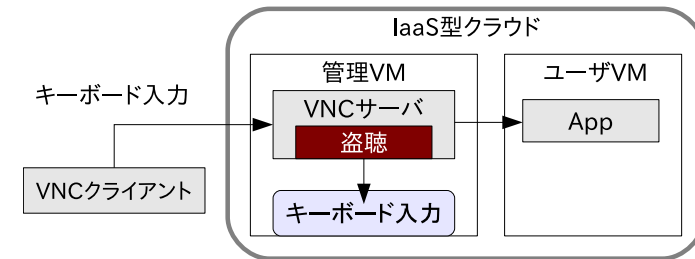 IaaS型クラウド
管理VM
ユーザVM
キーボード入力
VNCサーバ
App
盗聴
VNCクライアント
キーボード入力